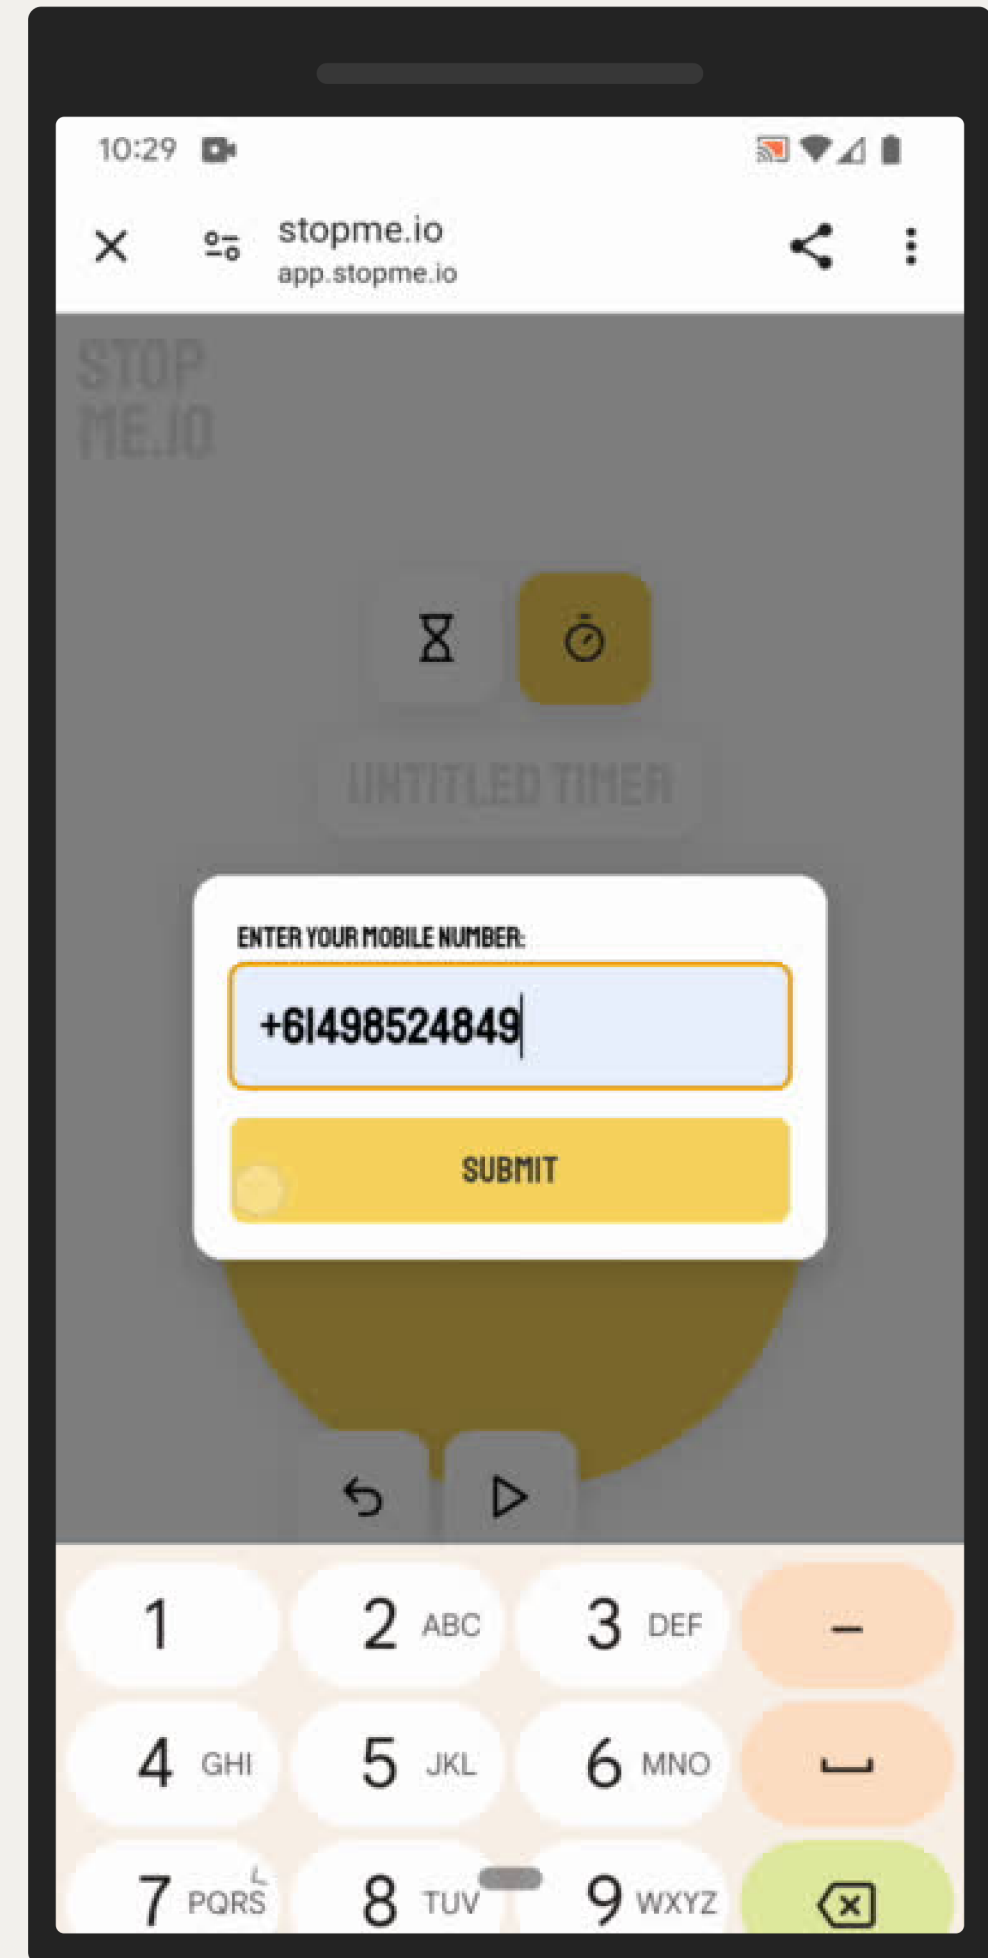 10:29
stopme.io
app.stopme.io
STOP
ME.IO
UNTITLED TIMER
ENTER YOUR MOBILE NUMBER:
+61498524849
SUBMIT
1
2 ABC
3 DEF
–
4 GHI
5 JKL
6 MNO
7 PQRS
8 TUV
9 WXYZ